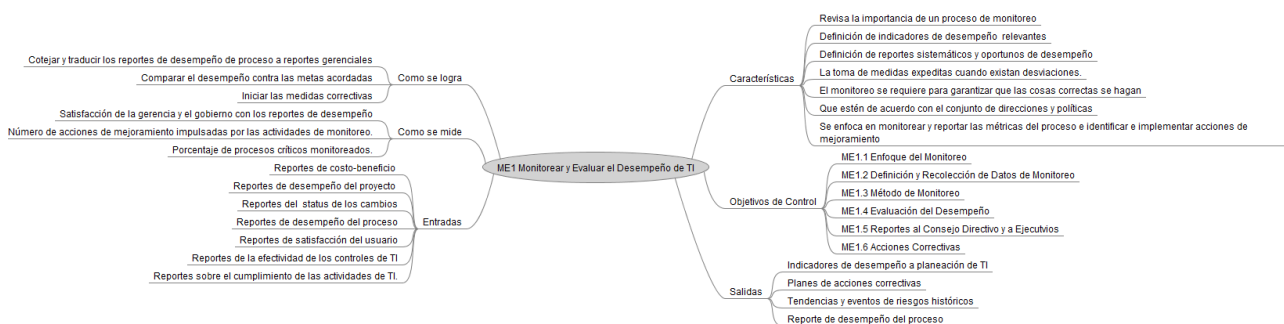 Cotejar y traducir los reportes de desempeño de proceso a reportes gerenciales
Comparar el desempeño contra las metas acordadas
Iniciar las medidas correctivas
Como se logra
Satisfacción de la gerencia y el gobierno con los reportes de desempeño
Número de acciones de mejoramiento impulsadas por las actividades de monitoreo.
Porcentaje de procesos críticos monitoreados.
Como se mide
Reportes de costo-beneficio
Reportes de desempeño del proyecto
Reportes del status de los cambios
Reportes de desempeño del proceso
Reportes de satisfacción del usuario
Reportes de la efectividad de los controles de TI
Reportes sobre el cumplimiento de las actividades de TI.
Entradas
ME1 Monitorear y Evaluar el Desempeño de TI
Características
Revisa la importancia de un proceso de monitoreo
Definición de indicadores de desempeño relevantes
Definición de reportes sistemáticos y oportunos de desempeño
La toma de medidas expeditas cuando existan desviaciones.
El monitoreo se requiere para garantizar que las cosas correctas se hagan
Que estén de acuerdo con el conjunto de direcciones y políticas
Se enfoca en monitorear y reportar las métricas del proceso e identificar e implementar acciones de
mejoramiento
Objetivos de Control
ME1.1 Enfoque del Monitoreo
ME1.2 Definición y Recolección de Datos de Monitoreo
ME1.3 Método de Monitoreo
ME1.4 Evaluación del Desempeño
ME1.5 Reportes al Consejo Directivo y a Ejecutvios
ME1.6 Acciones Correctivas
Salidas
Indicadores de desempeño a planeación de TI
Planes de acciones correctivas
Tendencias y eventos de riesgos históricos
Reporte de desempeño del proceso